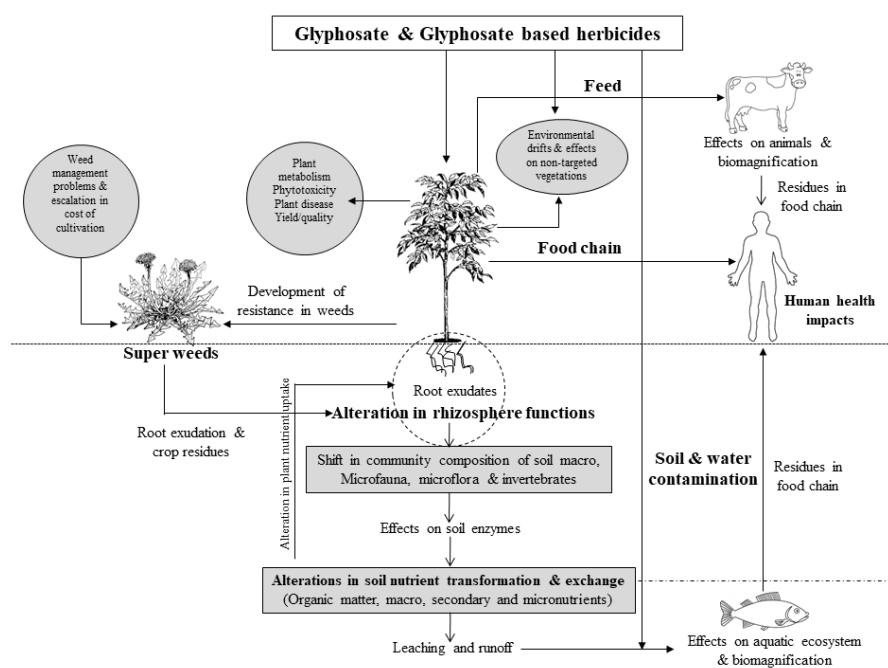 Glyphosate & Glyphosate based herbicides
Feed
Effects on animals &
biomagnification
Residues in
food chain
Environmental
drifts & effects
on non-targeted
vegetations
Plant
metabolism
Phytotoxicity
Plant disease
Yield/quality
Weed
management
problems &
escalation in
cost of
cultivation
Food chain
Human health
impacts
Development of
resistance in weeds
Super weeds
Root exudates
Alteration in rhizosphere functions
Root exudation &
crop residues
Alteration in plant nutrient uptake
Shift in community composition of soil macro,
Microfauna, microflora & invertebrates
Soil & water
contamination
Residues in
food chain
Effects on soil enzymes
Alterations in soil nutrient transformation & exchange
(Organic matter, macro, secondary and micronutrients)
Leaching and runoff
Effects on aquatic ecosystem
& biomagnification